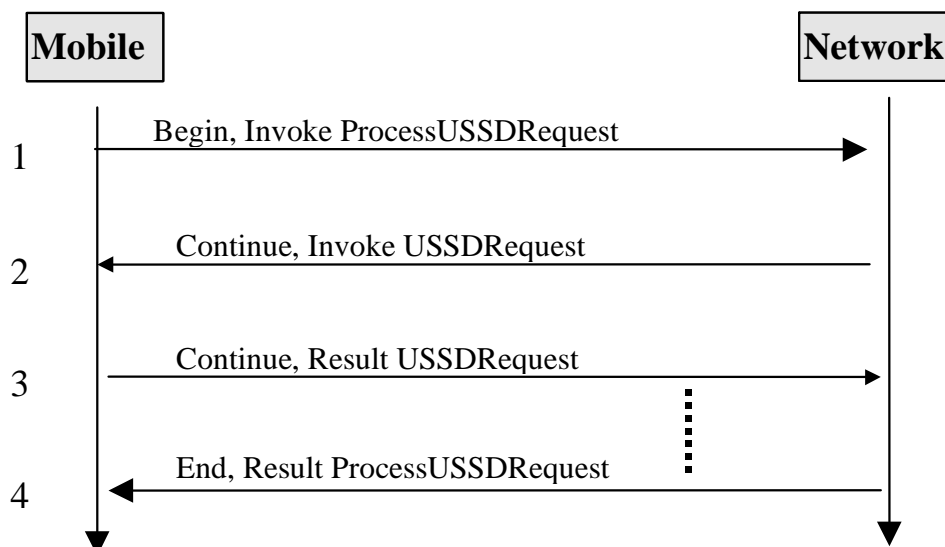 Mobile
Network
Begin, Invoke ProcessUSSDRequest
1
Continue, Invoke USSDRequest
2
Continue, Result USSDRequest
3
End, Result ProcessUSSDRequest
4